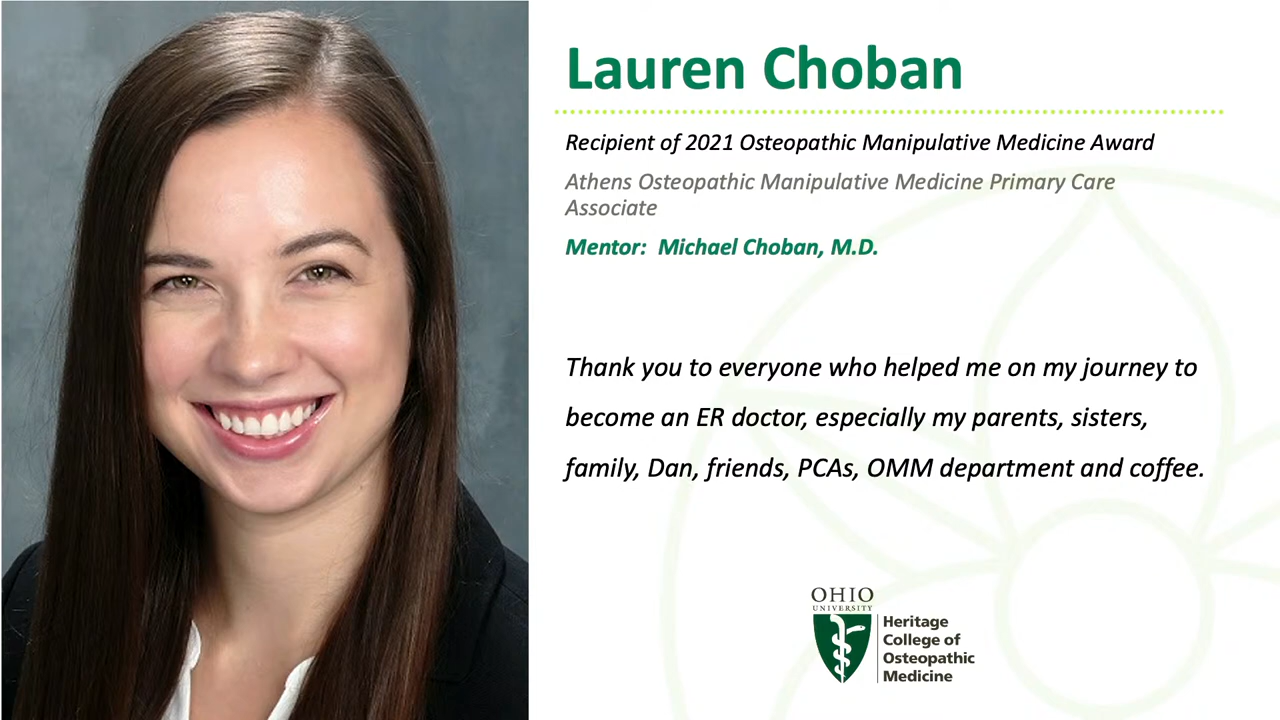 Lauren Choban
Recipient of 2021 Osteopathic Manipulative Medicine Award
Athens Osteopathic Manipulative Medicine Primary Care
Associate
Mentor:  Michael Choban, M.D.
Thank you to everyone who helped me on my journey to
become an ER doctor, especially my parents, sisters,
family, Dan, friends, PCAs, OMM department and coffee.
OHIO
UNIVERSITY
Heritage
College of
Osteopathic
Medicine